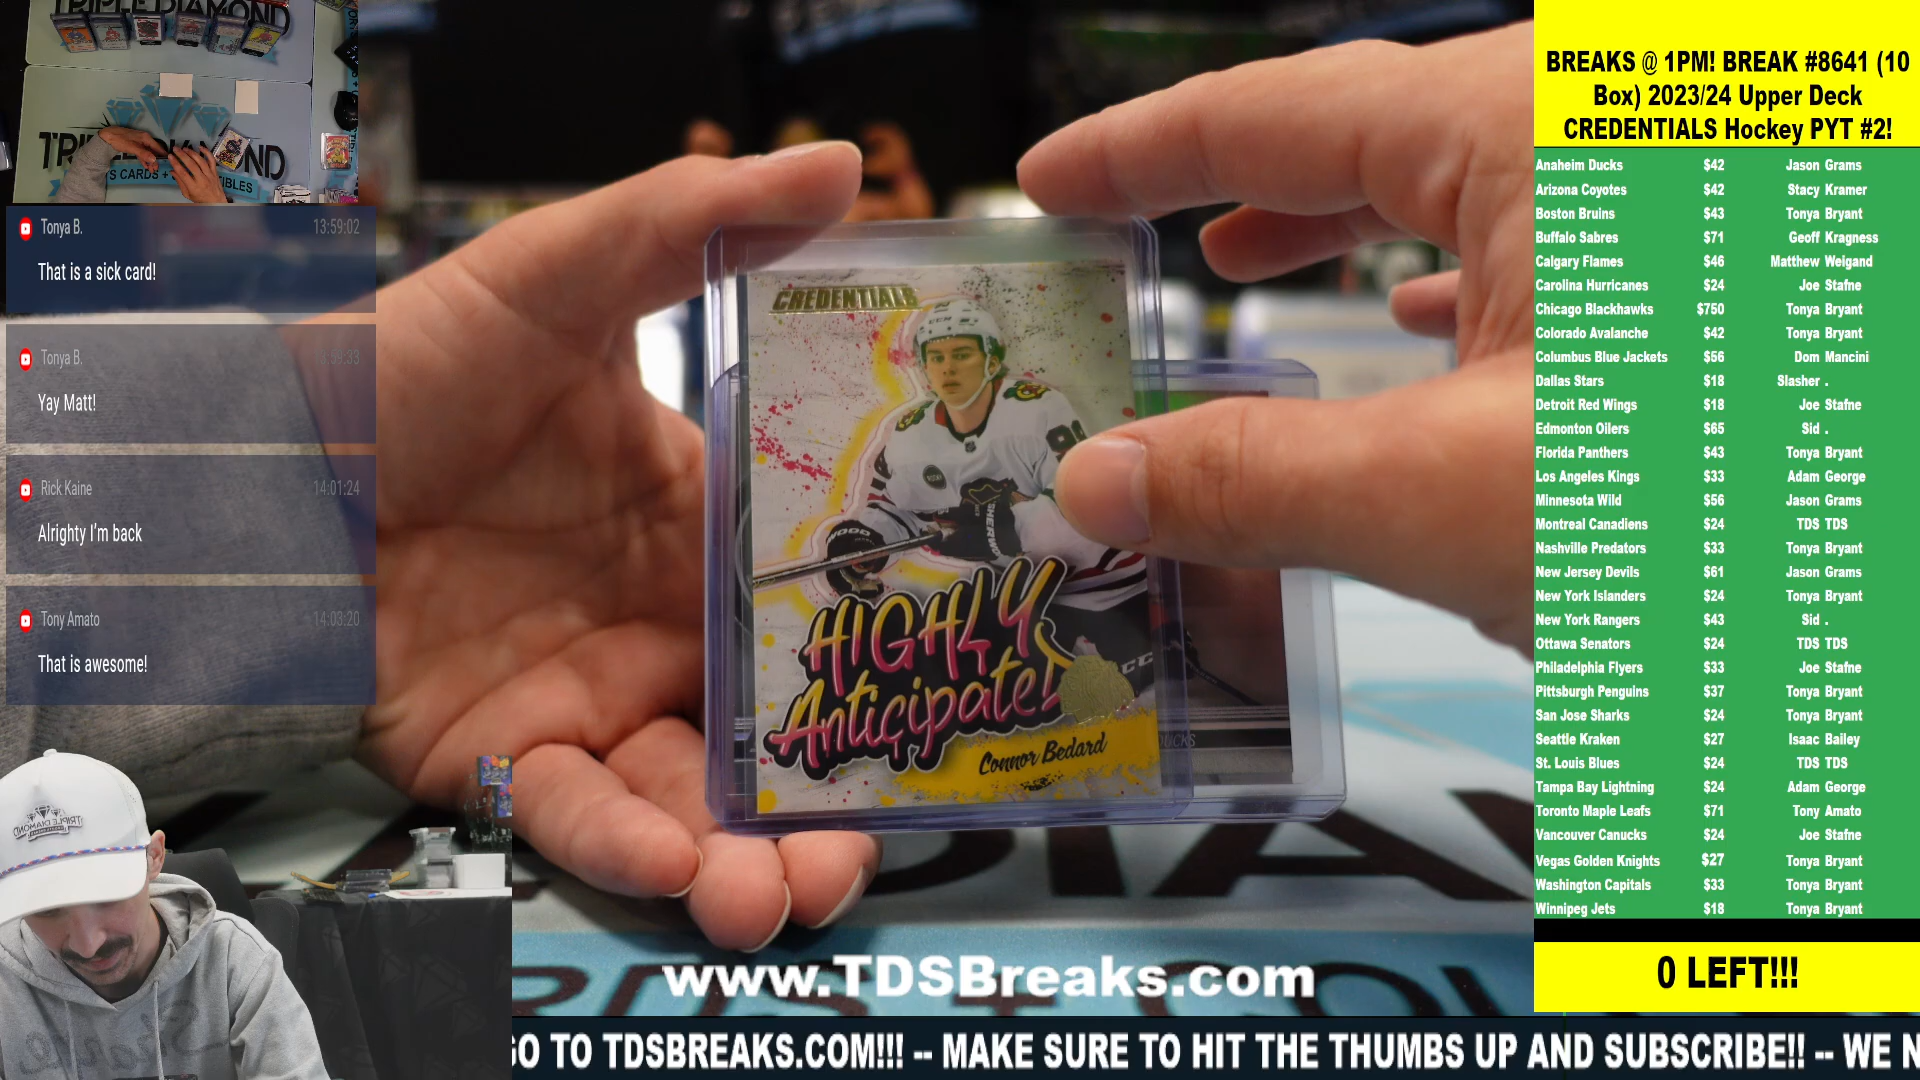 TRIPLE DIAMOND
TRIPLE DIAMOND
Tonya B. 13:59:02
That is a sick card!
Tonya B.
Yay Matt!
Rick Kaine 14:01:24
Alrighty I'm back
Tony Amato 14:03:20
That is awesome!
CREDENTIALS
CCM
SHERWOOD
HIGHLY
Anticipated
Connor Bedard
www.TDSBreaks.com
BREAKS @ 1PM! BREAK #8641 (10
Box) 2023/24 Upper Deck
CREDENTIALS Hockey PYT #2!
Anaheim Ducks $42 Jason Grams
Arizona Coyotes $42 Stacy Kramer
Boston Bruins $43 Tonya Bryant
Buffalo Sabres $71 Geoff Kragness
Calgary Flames $46 Matthew Weigand
Carolina Hurricanes $24 Joe Stafne
Chicago Blackhawks $750 Tonya Bryant
Colorado Avalanche $42 Tonya Bryant
Columbus Blue Jackets $56 Dom Mancini
Dallas Stars $18 Slasher .
Detroit Red Wings $18 Joe Stafne
Edmonton Oilers $65 Sid .
Florida Panthers $43 Tonya Bryant
Los Angeles Kings $33 Adam George
Minnesota Wild $56 Jason Grams
Montreal Canadiens $24 TDS TDS
Nashville Predators $33 Tonya Bryant
New Jersey Devils $61 Jason Grams
New York Islanders $24 Tonya Bryant
New York Rangers $43 Sid .
Ottawa Senators $24 TDS TDS
Philadelphia Flyers $33 Joe Stafne
Pittsburgh Penguins $37 Tonya Bryant
San Jose Sharks $24 Tonya Bryant
Seattle Kraken $27 Isaac Bailey
St. Louis Blues $24 TDS TDS
Tampa Bay Lightning $24 Adam George
Toronto Maple Leafs $71 Tony Amato
Vancouver Canucks $24 Joe Stafne
Vegas Golden Knights $27 Tonya Bryant
Washington Capitals $33 Tonya Bryant
Winnipeg Jets $18 Tonya Bryant
0 LEFT!!!
GO TO TDSBREAKS.COM!!! -- MAKE SURE TO HIT THE THUMBS UP AND SUBSCRIBE!! -- WE N